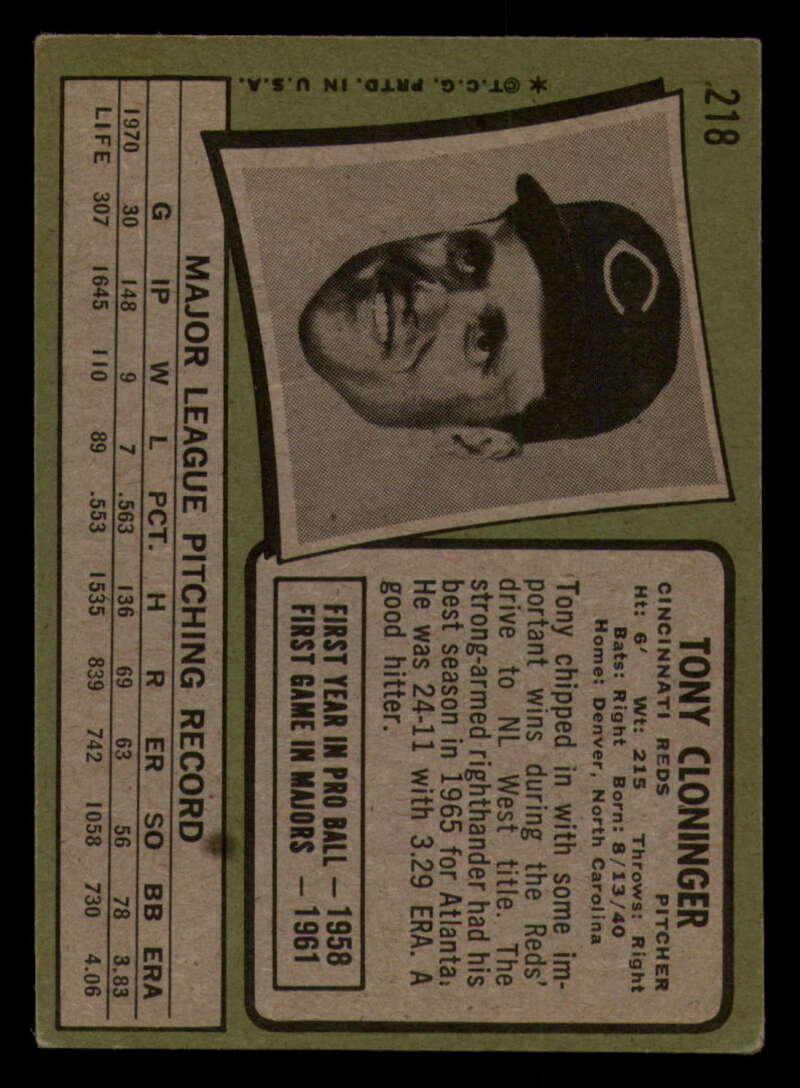 218
C
TONY CLONINGER
CINCINNATI REDS PITCHER
Ht: 6' Wt: 215 Throws: Right
Bats: Right Born: 8/13/40
Home: Denver, North Carolina
Tony chipped in with some im-
portant wins during the Reds'
drive to NL West title. The
strong-armed righthander had his
best season in 1965 for Atlanta:
He was 24-11 with 3.29 ERA. A
good hitter.
FIRST YEAR IN PRO BALL — 1958
FIRST GAME IN MAJORS — 1961
MAJOR LEAGUE PITCHING RECORD
G IP W L PCT. H R ER SO BB ERA
1970 30 148 9 7 .563 136 69 63 56 78 3.83
LIFE 307 1645 110 89 .553 1535 839 742 1058 730 4.06
* ©T.C.G. PRTD. IN U.S.A.